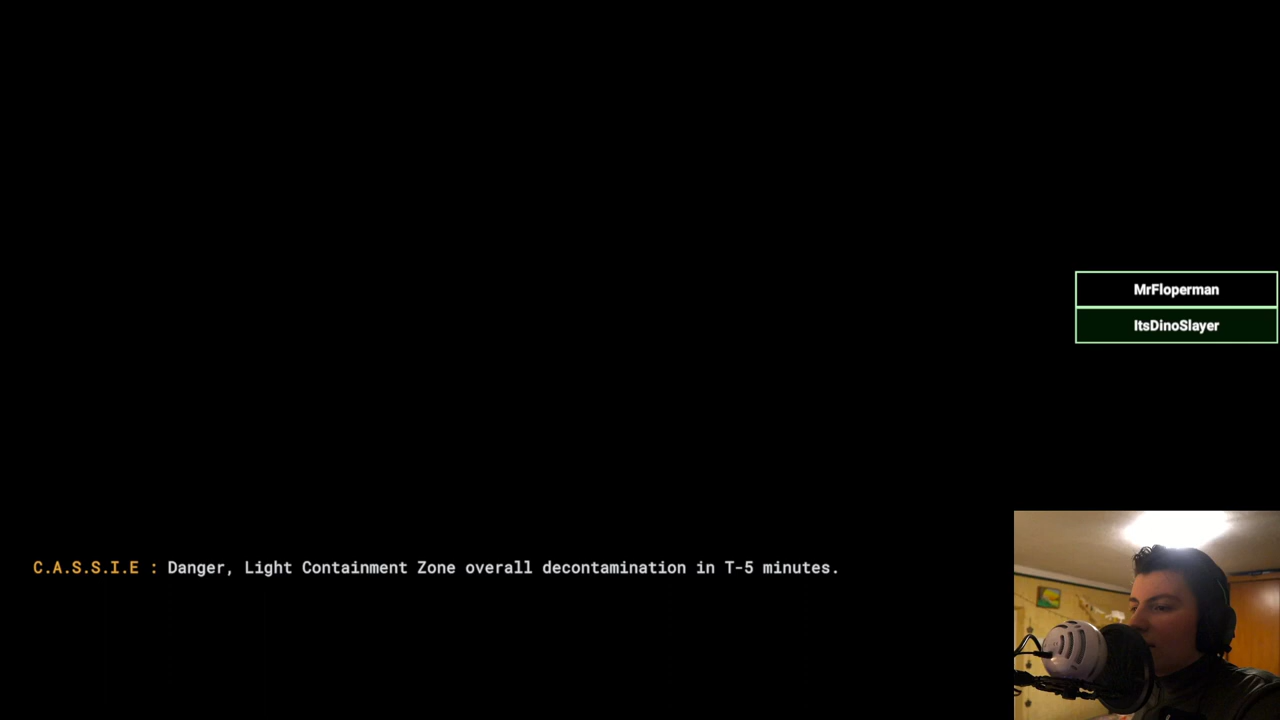 MrFloperman
ItsDinoSlayer
C.A.S.S.I.E : Danger, Light Containment Zone overall decontamination in T-5 minutes.